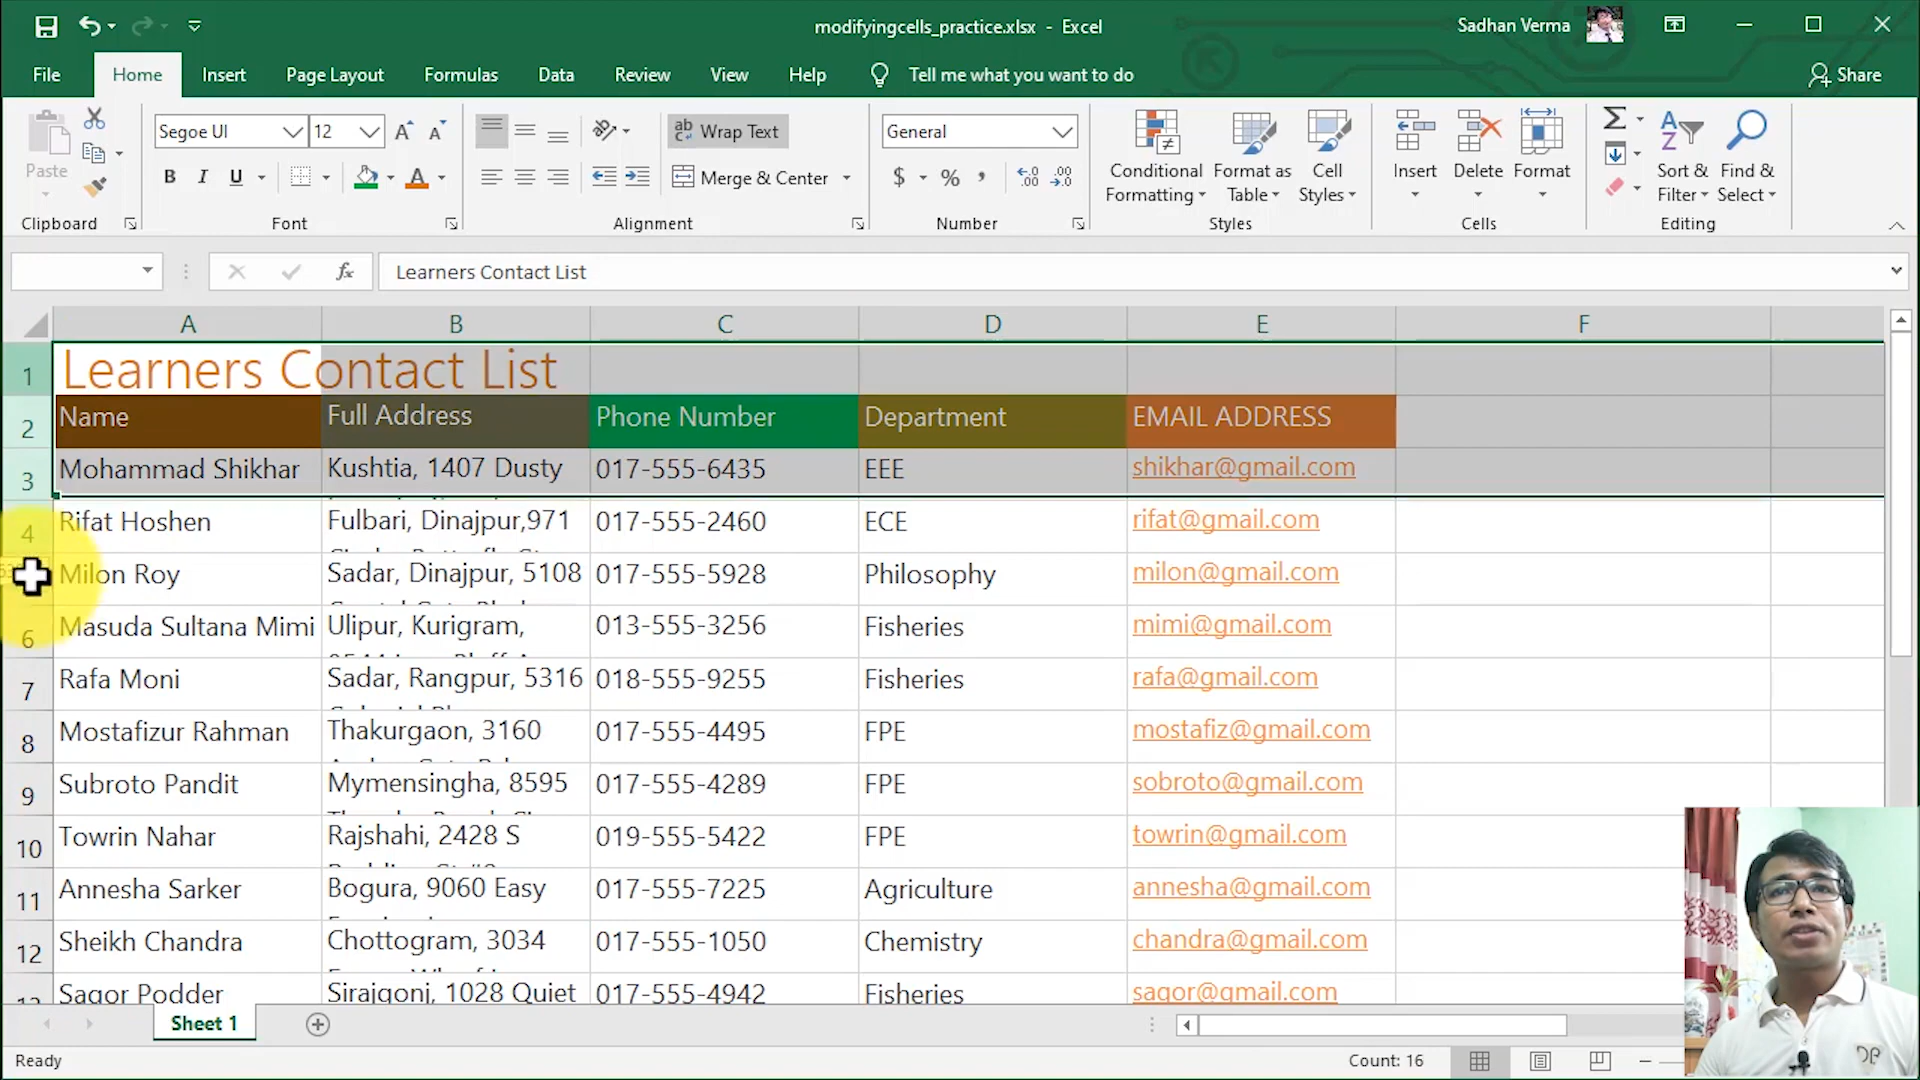 modifyingcells_practice.xlsx - Excel
Sadhan Verma
File
Home
Insert
Page Layout
Formulas
Data
Review
View
Help
Tell me what you want to do
Share
Paste
Clipboard
Segoe UI
12
B I U
Font
Wrap Text
Merge & Center
Alignment
General
$ % ,
Number
Conditional Formatting
Format as Table
Cell Styles
Styles
Insert
Delete
Format
Cells
Sort & Filter
Find & Select
Editing
fx
Learners Contact List
A B C D E F
1 Learners Contact List
2 Name Full Address Phone Number Department EMAIL ADDRESS
3 Mohammad Shikhar Kushtia, 1407 Dusty 017-555-6435 EEE shikhar@gmail.com
4 Rifat Hoshen Fulbari, Dinajpur,971 017-555-2460 ECE rifat@gmail.com
Milon Roy Sadar, Dinajpur, 5108 017-555-5928 Philosophy milon@gmail.com
6 Masuda Sultana Mimi Ulipur, Kurigram, 013-555-3256 Fisheries mimi@gmail.com
7 Rafa Moni Sadar, Rangpur, 5316 018-555-9255 Fisheries rafa@gmail.com
8 Mostafizur Rahman Thakurgaon, 3160 017-555-4495 FPE mostafiz@gmail.com
9 Subroto Pandit Mymensingha, 8595 017-555-4289 FPE sobroto@gmail.com
10 Towrin Nahar Rajshahi, 2428 S 019-555-5422 FPE towrin@gmail.com
11 Annesha Sarker Bogura, 9060 Easy 017-555-7225 Agriculture annesha@gmail.com
12 Sheikh Chandra Chottogram, 3034 017-555-1050 Chemistry chandra@gmail.com
Sagor Podder Sirajgonj, 1028 Quiet 017-555-4942 Fisheries sagor@gmail.com
Sheet 1
Ready
Count: 16